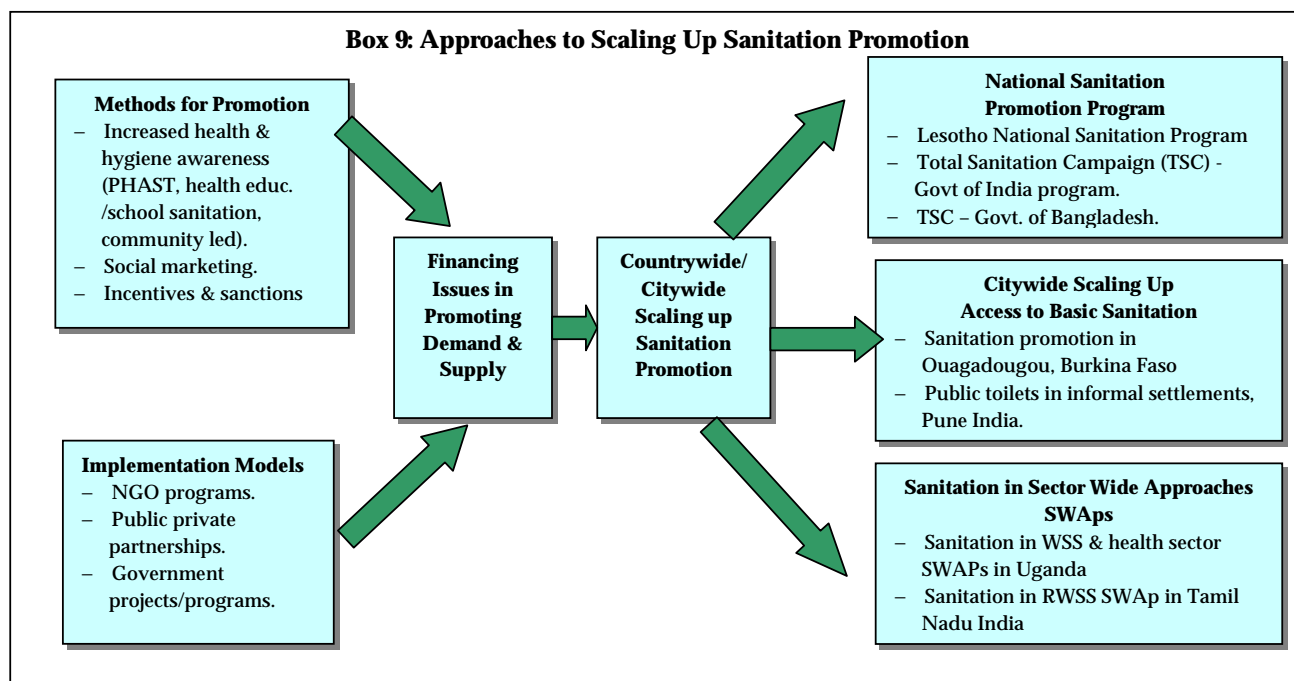 Box 9: Approaches to Scaling Up Sanitation Promotion
Methods for Promotion
– Increased health &
hygiene awareness
(PHAST, health educ.
/school sanitation,
community led).
– Social marketing.
– Incentives & sanctions
Implementation Models
– NGO programs.
– Public private
partnerships.
– Government
projects/programs.
Financing
Issues in
Promoting
Demand &
Supply
Countrywide/
Citywide
Scaling up
Sanitation
Promotion
National Sanitation
Promotion Program
– Lesotho National Sanitation Program
– Total Sanitation Campaign (TSC) -
Govt of India program.
– TSC – Govt. of Bangladesh.
Citywide Scaling Up
Access to Basic Sanitation
– Sanitation promotion in
Ouagadougou, Burkina Faso
– Public toilets in informal settlements,
Pune India.
Sanitation in Sector Wide Approaches
SWAps
– Sanitation in WSS & health sector
SWAPs in Uganda
– Sanitation in RWSS SWAp in Tamil
Nadu India